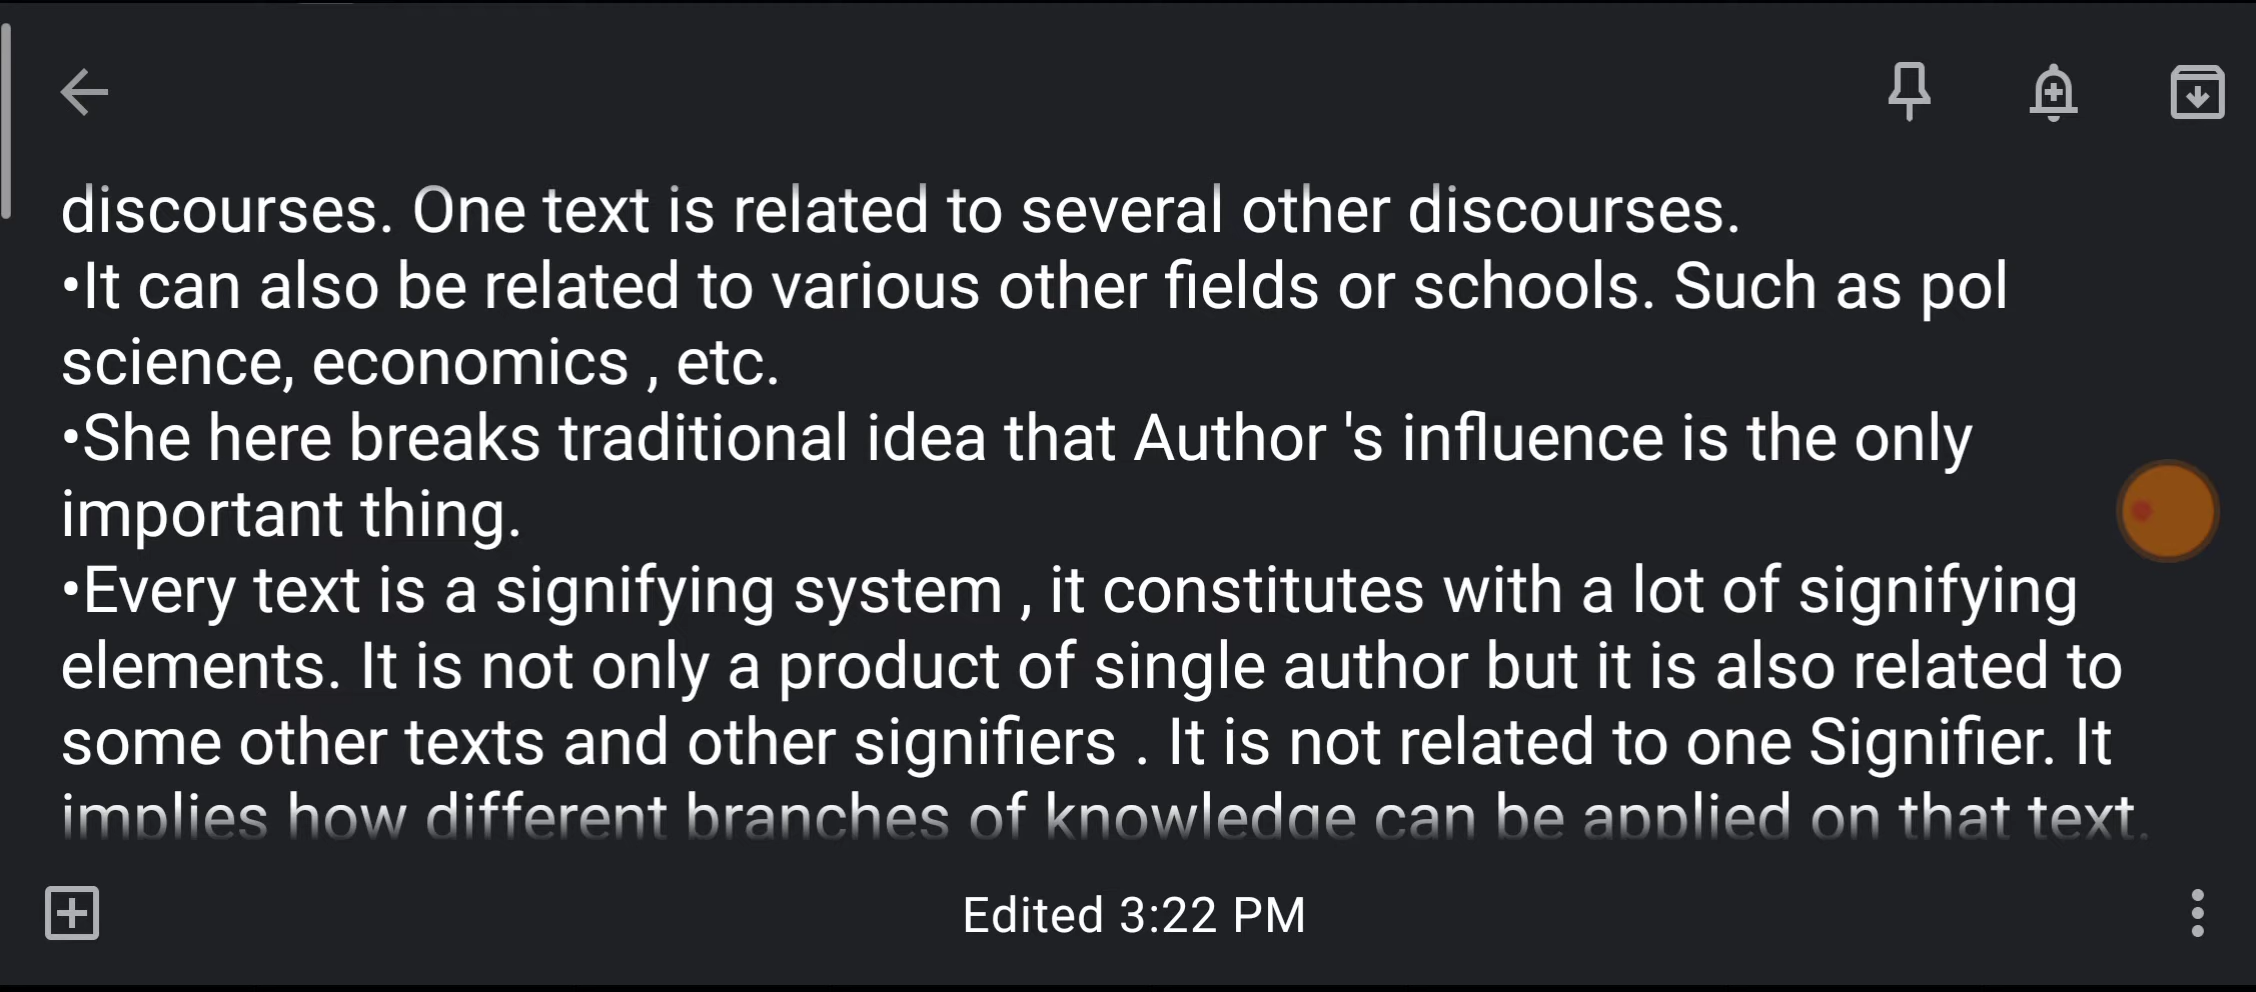 discourses. One text is related to several other discourses.
•It can also be related to various other fields or schools. Such as pol
science, economics , etc.
•She here breaks traditional idea that Author 's influence is the only
important thing.
•Every text is a signifying system , it constitutes with a lot of signifying
elements. It is not only a product of single author but it is also related to
some other texts and other signifiers . It is not related to one Signifier. It
implies how different branches of knowledge can be applied on that text.
Edited 3:22 PM